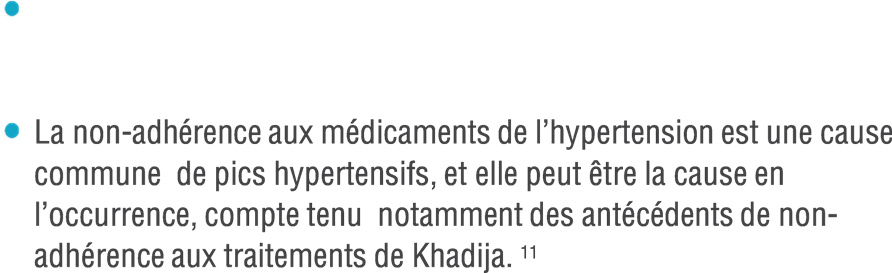 • 
• La non-adhérence aux médicaments de l’hypertension est une cause
commune  de pics hypertensifs, et elle peut être la cause en
l’occurrence, compte tenu  notamment des antécédents de non-
adhérence aux traitements de Khadija. ¹¹